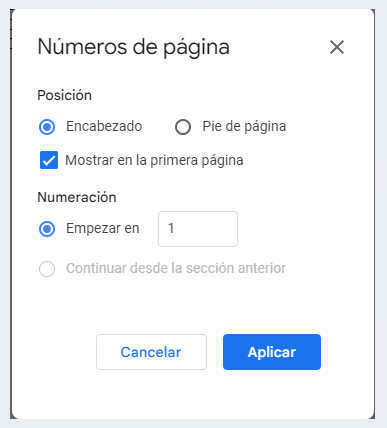 Números de página
Posición
Encabezado Pie de página
Mostrar en la primera página
Numeración
Empezar en 1
Continuar desde la sección anterior
Cancelar Aplicar